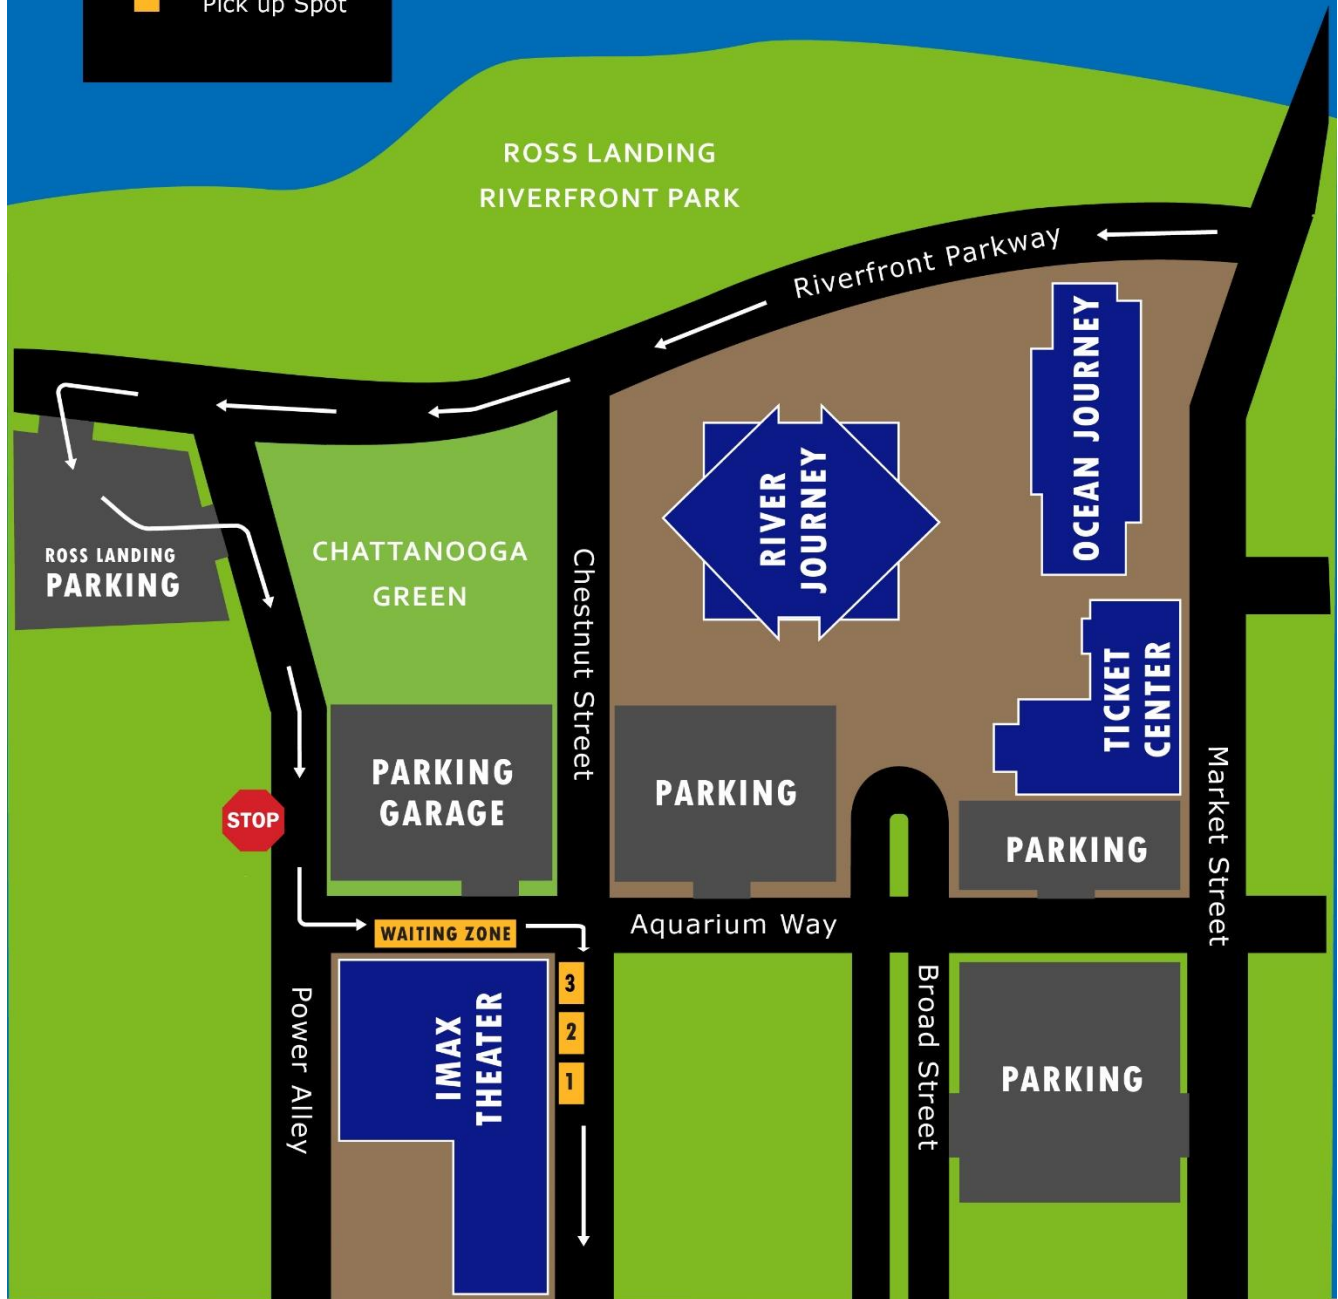 Pick up Spot
ROSS LANDING
RIVERFRONT PARK
Riverfront Parkway
OCEAN JOURNEY
RIVER
JOURNEY
ROSS LANDING
PARKING
CHATTANOOGA
GREEN
Chestnut Street
TICKET
CENTER
PARKING
GARAGE
PARKING
PARKING
Market Street
STOP
WAITING ZONE
Aquarium Way
3
2
1
IMAX
THEATER
Power Alley
Broad Street
PARKING